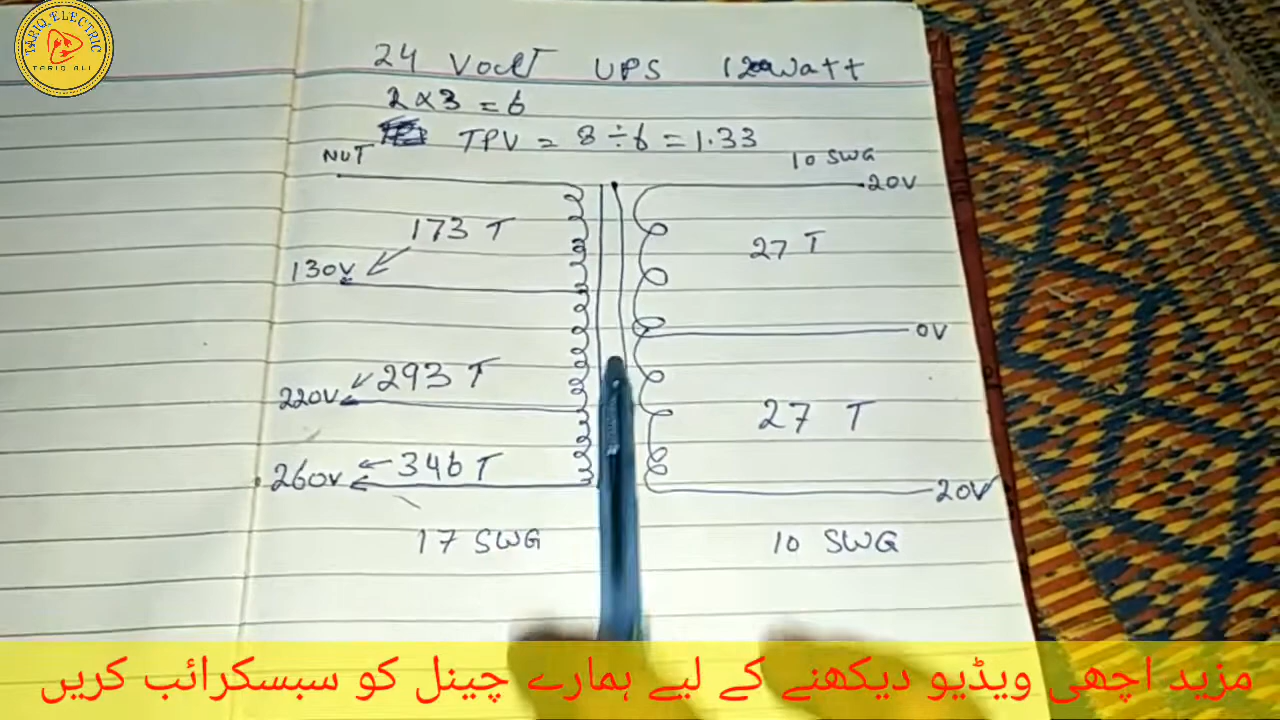 TARIQ ELECTRIC
TARIQ ALI
24 Volt UPS 1200Watt
2x3 = 6
TPV = 8 ÷ 6 = 1.33
NUT
10 SWG
20V
173 T
27 T
130V
0V
293 T
220V
27 T
346 T
260V
20V
17 SWG
10 SWG
مزید اچھی ویڈیو دیکھنے کے لیے ہمارے چینل کو سبسکرائب کریں